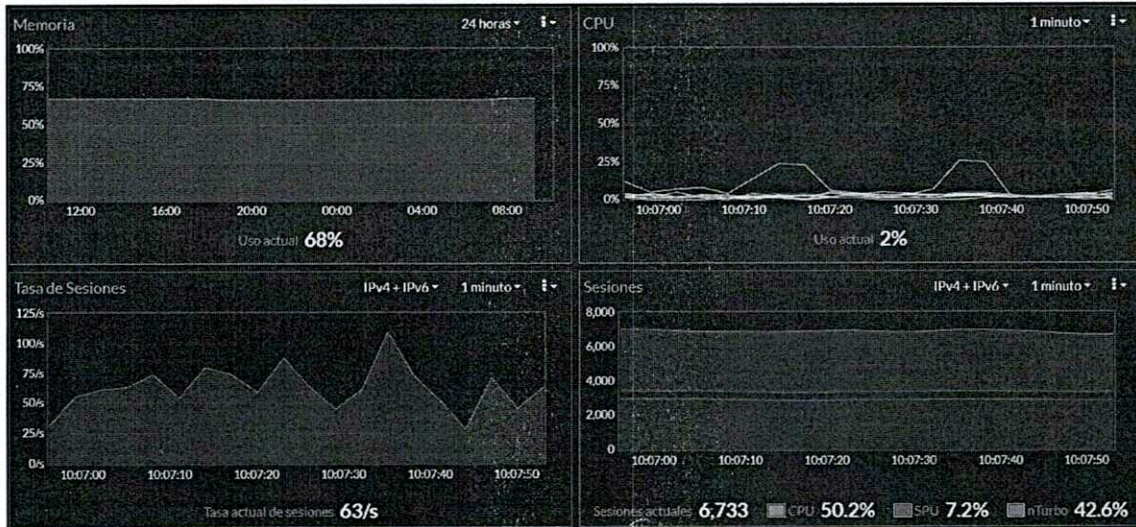 Memoria 24 horas
100%
75%
50%
25%
0%
12:00 16:00 20:00 00:00 04:00 08:00
Uso actual 68%
CPU 1 minuto
100%
75%
50%
25%
0%
10:07:00 10:07:10 10:07:20 10:07:30 10:07:40 10:07:50
Uso actual 2%
Tasa de Sesiones IPv4 + IPv6 1 minuto
125/s
100/s
75/s
50/s
25/s
0/s
10:07:00 10:07:10 10:07:20 10:07:30 10:07:40 10:07:50
Tasa actual de sesiones 63/s
Sesiones IPv4 + IPv6 1 minuto
8,000
6,000
4,000
2,000
0
10:07:00 10:07:10 10:07:20 10:07:30 10:07:40 10:07:50
Sesiones actuales 6,733 CPU 50.2% SPU 7.2% nTurbo 42.6%